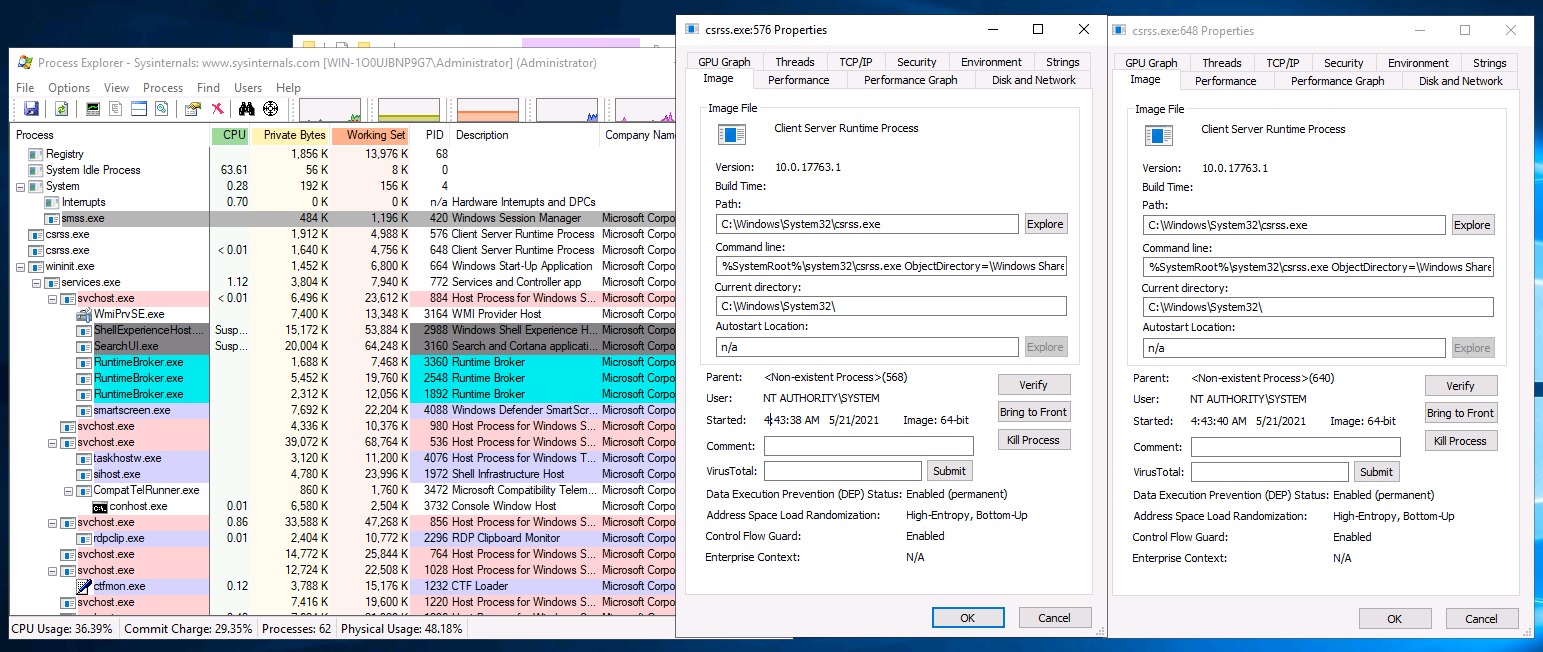 Process Explorer - Sysinternals: www.sysinternals.com [WIN-1O0UJBNP9G7\Administrator] (Administrator)
File Options View Process Find Users Help
Process CPU Private Bytes Working Set PID Description Company Name
Registry 1,856 K 13,976 K 68
System Idle Process 63.61 56 K 8 K 0
System 0.28 192 K 156 K 4
Interrupts 0.70 0 K 0 K n/a Hardware Interrupts and DPCs
smss.exe 484 K 1,196 K 420 Windows Session Manager Microsoft Corpo
csrss.exe 1,912 K 4,988 K 576 Client Server Runtime Process Microsoft Corpo
csrss.exe < 0.01 1,640 K 4,756 K 648 Client Server Runtime Process Microsoft Corpo
wininit.exe 1,452 K 6,800 K 664 Windows Start-Up Application Microsoft Corpo
services.exe 1.12 3,804 K 7,940 K 772 Services and Controller app Microsoft Corpo
svchost.exe < 0.01 6,496 K 23,612 K 884 Host Process for Windows S... Microsoft Corpo
WmiPrvSE.exe 7,400 K 13,348 K 3164 WMI Provider Host Microsoft Corpo
ShellExperienceHost.... Susp... 15,172 K 53,884 K 2988 Windows Shell Experience H... Microsoft Corpo
SearchUI.exe Susp... 20,004 K 64,248 K 3160 Search and Cortana applicati... Microsoft Corpo
RuntimeBroker.exe 1,688 K 7,468 K 3360 Runtime Broker Microsoft Corpo
RuntimeBroker.exe 5,452 K 19,760 K 2548 Runtime Broker Microsoft Corpo
RuntimeBroker.exe 2,312 K 12,056 K 1892 Runtime Broker Microsoft Corpo
smartscreen.exe 7,692 K 22,204 K 4088 Windows Defender SmartScr... Microsoft Corpo
svchost.exe 4,336 K 10,376 K 980 Host Process for Windows S... Microsoft Corpo
svchost.exe 39,072 K 68,764 K 536 Host Process for Windows S... Microsoft Corpo
taskhostw.exe 3,120 K 11,200 K 4076 Host Process for Windows T... Microsoft Corpo
sihost.exe 4,780 K 23,996 K 1972 Shell Infrastructure Host Microsoft Corpo
CompatTelRunner.exe 860 K 1,760 K 3472 Microsoft Compatibility Telem... Microsoft Corpo
conhost.exe 0.01 6,580 K 2,504 K 3732 Console Window Host Microsoft Corpo
svchost.exe 0.86 33,588 K 47,268 K 856 Host Process for Windows S... Microsoft Corpo
rdpclip.exe 0.01 2,404 K 10,772 K 2296 RDP Clipboard Monitor Microsoft Corpo
svchost.exe 14,772 K 25,844 K 764 Host Process for Windows S... Microsoft Corpo
svchost.exe 12,724 K 22,508 K 1028 Host Process for Windows S... Microsoft Corpo
ctfmon.exe 0.12 3,788 K 15,176 K 1232 CTF Loader Microsoft Corpo
svchost.exe 7,416 K 19,600 K 1220 Host Process for Windows S... Microsoft Corpo
CPU Usage: 36.39% Commit Charge: 29.35% Processes: 62 Physical Usage: 48.18%
csrss.exe:576 Properties
GPU Graph Threads TCP/IP Security Environment Strings
Image Performance Performance Graph Disk and Network
Image File
Client Server Runtime Process
Version: 10.0.17763.1
Build Time:
Path:
C:\Windows\System32\csrss.exe Explore
Command line:
%SystemRoot%\system32\csrss.exe ObjectDirectory=\Windows Share
Current directory:
C:\Windows\System32\
Autostart Location:
n/a Explore
Parent: <Non-existent Process>(568) Verify
User: NT AUTHORITY\SYSTEM
Bring to Front
Started: 4:43:38 AM 5/21/2021 Image: 64-bit
Kill Process
Comment:
VirusTotal: Submit
Data Execution Prevention (DEP) Status: Enabled (permanent)
Address Space Load Randomization: High-Entropy, Bottom-Up
Control Flow Guard: Enabled
Enterprise Context: N/A
OK Cancel
csrss.exe:648 Properties
GPU Graph Threads TCP/IP Security Environment Strings
Image Performance Performance Graph Disk and Network
Image File
Client Server Runtime Process
Version: 10.0.17763.1
Build Time:
Path:
C:\Windows\System32\csrss.exe Explore
Command line:
%SystemRoot%\system32\csrss.exe ObjectDirectory=\Windows Share
Current directory:
C:\Windows\System32\
Autostart Location:
n/a Explore
Parent: <Non-existent Process>(640) Verify
User: NT AUTHORITY\SYSTEM
Bring to Front
Started: 4:43:40 AM 5/21/2021 Image: 64-bit
Kill Process
Comment:
VirusTotal: Submit
Data Execution Prevention (DEP) Status: Enabled (permanent)
Address Space Load Randomization: High-Entropy, Bottom-Up
Control Flow Guard: Enabled
Enterprise Context: N/A
OK Cancel